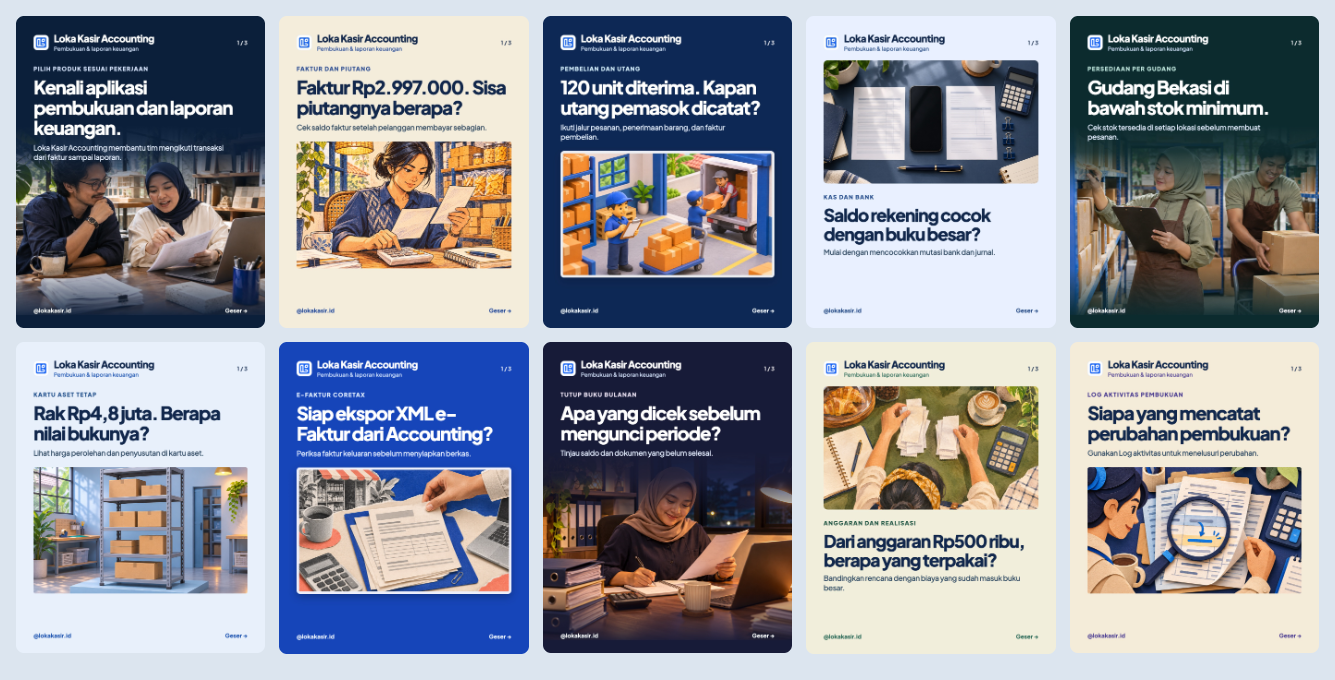 Loka Kasir Accounting
Pembukuan & laporan keuangan
1/3
PILIH PRODUK SESUAI PEKERJAAN
Kenali aplikasi
pembukuan dan laporan
keuangan.
Loka Kasir Accounting membantu tim mengikuti transaksi
dari faktur sampai laporan.
@lokakasir.id
Geser →
Loka Kasir Accounting
Pembukuan & laporan keuangan
1/3
FAKTUR DAN PIUTANG
Faktur Rp2.997.000. Sisa
piutangnya berapa?
Cek saldo faktur setelah pelanggan membayar sebagian.
@lokakasir.id
Geser →
Loka Kasir Accounting
Pembukuan & laporan keuangan
1/3
PEMBELIAN DAN UTANG
120 unit diterima. Kapan
utang pemasok dicatat?
Ikuti jalur pesanan, penerimaan barang, dan faktur
pembelian.
@lokakasir.id
Geser →
Loka Kasir Accounting
Pembukuan & laporan keuangan
1/3
KAS DAN BANK
Saldo rekening cocok
dengan buku besar?
Mulai dengan mencocokkan mutasi bank dan jurnal.
@lokakasir.id
Geser →
Loka Kasir Accounting
Pembukuan & laporan keuangan
1/3
PERSEDIAAN PER GUDANG
Gudang Bekasi di
bawah stok minimum.
Cek stok tersedia di setiap lokasi sebelum membuat
pesanan.
@lokakasir.id
Geser →
Loka Kasir Accounting
Pembukuan & laporan keuangan
1/3
KARTU ASET TETAP
Rak Rp4,8 juta. Berapa
nilai bukunya?
Lihat harga perolehan dan penyusutan di kartu aset.
@lokakasir.id
Geser →
Loka Kasir Accounting
Pembukuan & laporan keuangan
1/3
E-FAKTUR CORETAX
Siap ekspor XML e-
Faktur dari Accounting?
Periksa faktur keluaran sebelum menyiapkan berkas.
@lokakasir.id
Geser →
Loka Kasir Accounting
Pembukuan & laporan keuangan
1/3
TUTUP BUKU BULANAN
Apa yang dicek sebelum
mengunci periode?
Tinjau saldo dan dokumen yang belum selesai.
@lokakasir.id
Geser →
Loka Kasir Accounting
Pembukuan & laporan keuangan
1/3
ANGGARAN DAN REALISASI
Dari anggaran Rp500 ribu,
berapa yang terpakai?
Bandingkan rencana dengan biaya yang sudah masuk buku
besar.
@lokakasir.id
Geser →
Loka Kasir Accounting
Pembukuan & laporan keuangan
1/3
LOG AKTIVITAS PEMBUKUAN
Siapa yang mencatat
perubahan pembukuan?
Gunakan Log aktivitas untuk menelusuri perubahan.
@lokakasir.id
Geser →